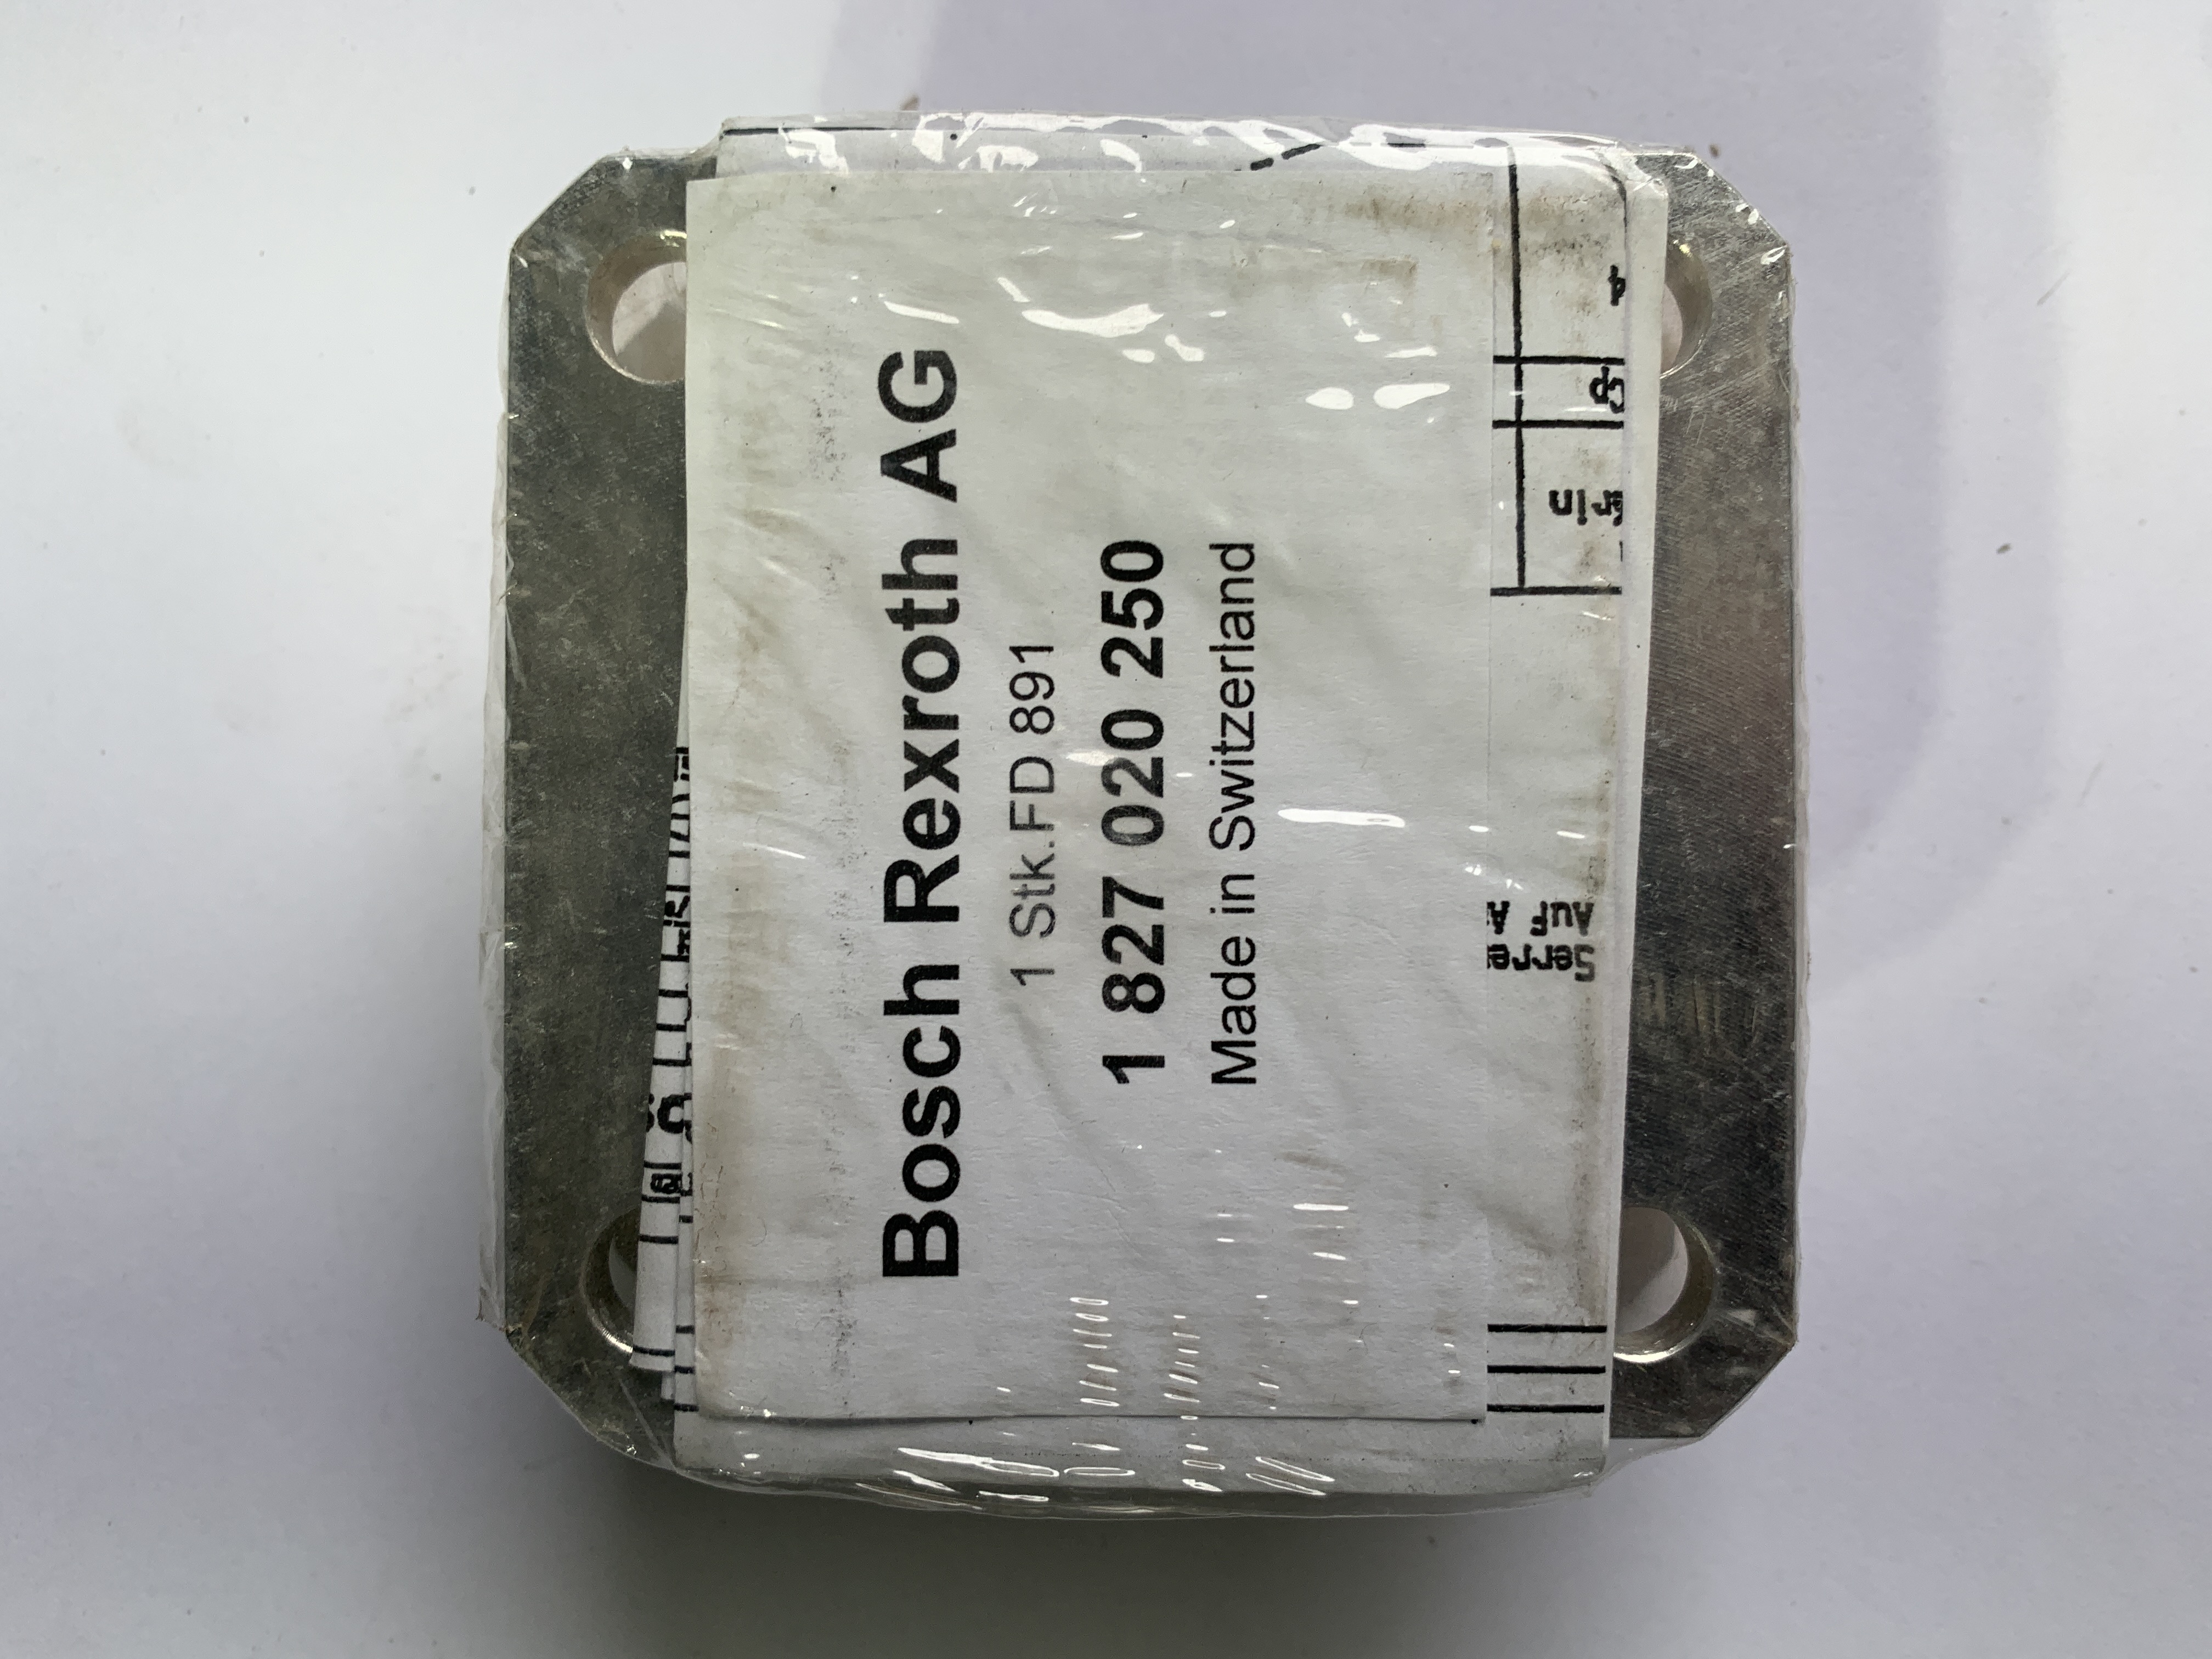 Bosch Rexroth AG
1 Stk.FD 891
1 827 020 250
Made in Switzerland